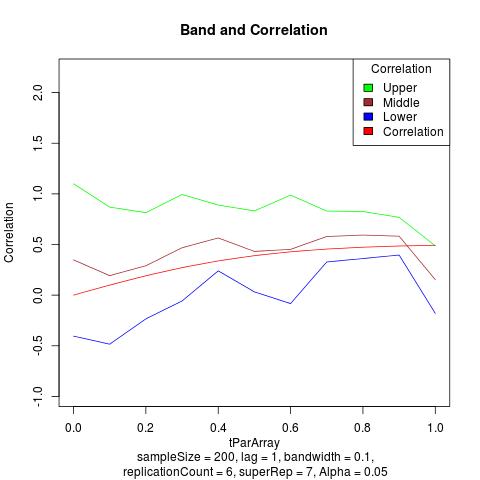 Band and Correlation
Correlation
Upper
Middle
Lower
Correlation
Correlation
2.0
1.5
1.0
0.5
0.0
-0.5
-1.0
0.0 0.2 0.4 0.6 0.8 1.0
tParArray
sampleSize = 200, lag = 1, bandwidth = 0.1,
replicationCount = 6, superRep = 7, Alpha = 0.05